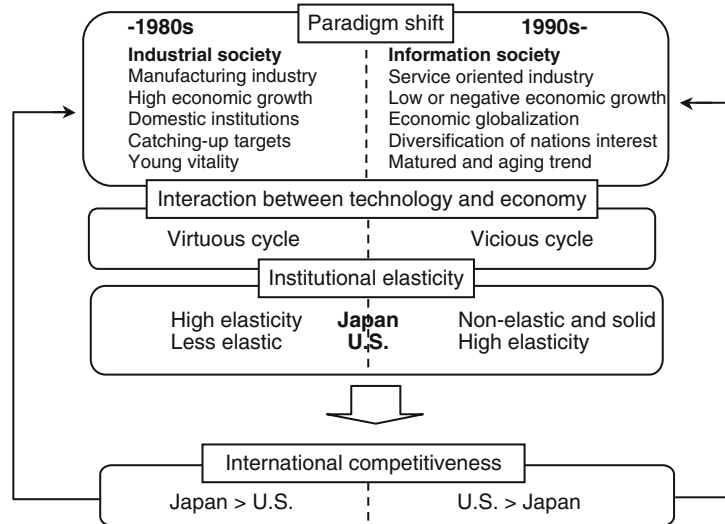 Paradigm shift
-1980s
1990s-
Industrial society
Manufacturing industry
High economic growth
Domestic institutions
Catching-up targets
Young vitality
Information society
Service oriented industry
Low or negative economic growth
Economic globalization
Diversification of nations interest
Matured and aging trend
Interaction between technology and economy
Virtuous cycle
Vicious cycle
Institutional elasticity
High elasticity Japan Non-elastic and solid
Less elastic U.S. High elasticity
International competitiveness
Japan > U.S.
U.S. > Japan